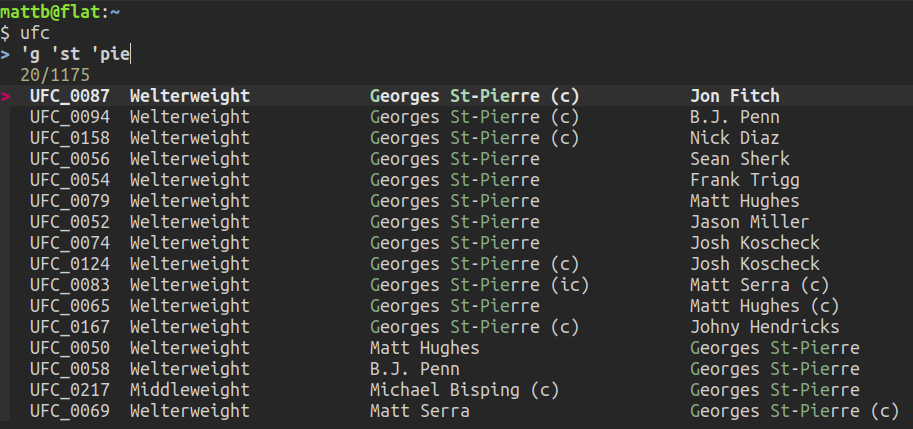 mattb@flat:~
$ ufc
> 'g 'st 'pie
20/1175
> UFC_0087 Welterweight Georges St-Pierre (c) Jon Fitch
UFC_0094 Welterweight Georges St-Pierre (c) B.J. Penn
UFC_0158 Welterweight Georges St-Pierre (c) Nick Diaz
UFC_0056 Welterweight Georges St-Pierre Sean Sherk
UFC_0054 Welterweight Georges St-Pierre Frank Trigg
UFC_0079 Welterweight Georges St-Pierre Matt Hughes
UFC_0052 Welterweight Georges St-Pierre Jason Miller
UFC_0074 Welterweight Georges St-Pierre Josh Koscheck
UFC_0124 Welterweight Georges St-Pierre (c) Josh Koscheck
UFC_0083 Welterweight Georges St-Pierre (ic) Matt Serra (c)
UFC_0065 Welterweight Georges St-Pierre Matt Hughes (c)
UFC_0167 Welterweight Georges St-Pierre (c) Johny Hendricks
UFC_0050 Welterweight Matt Hughes Georges St-Pierre
UFC_0058 Welterweight B.J. Penn Georges St-Pierre
UFC_0217 Middleweight Michael Bisping (c) Georges St-Pierre
UFC_0069 Welterweight Matt Serra Georges St-Pierre (c)